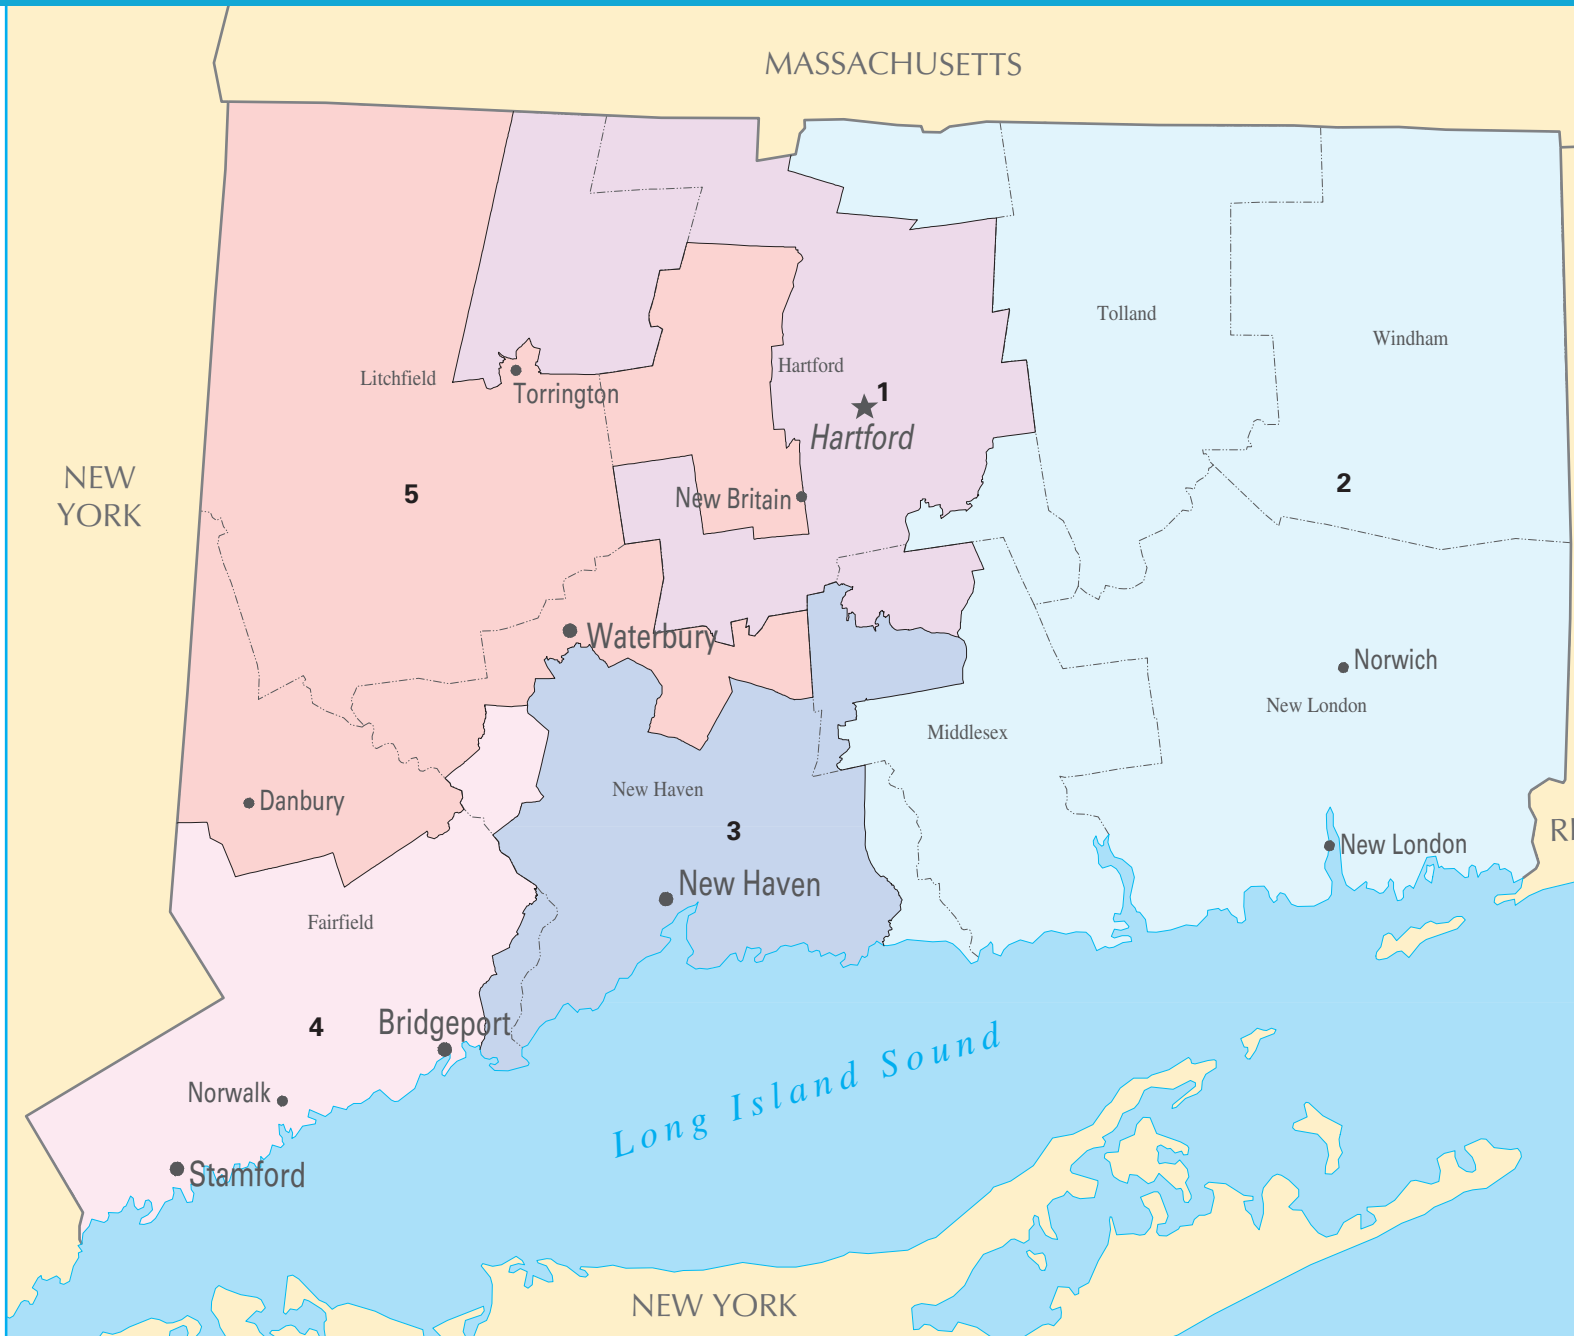 MASSACHUSETTS
Tolland
Windham
Hartford
Litchfield
1
Torrington
Hartford
NEW
YORK
5
2
New Britain
Waterbury
Norwich
New London
Middlesex
New Haven
Danbury
3
RI
New London
New Haven
Fairfield
4
Bridgeport
Long Island Sound
Norwalk
Stamford
NEW YORK